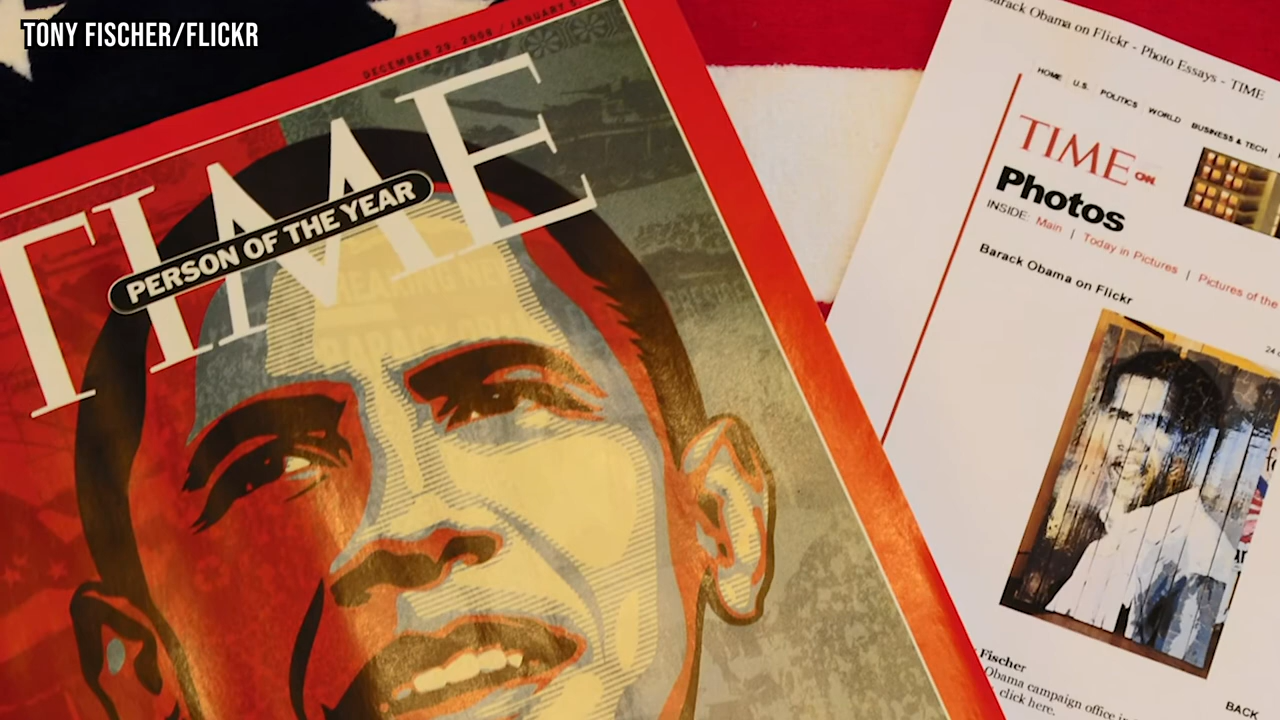 TONY FISCHER/FLICKR
DECEMBER 29, 2008 / JANUARY 5,
TIME
PERSON OF THE YEAR
Barack Obama on Flickr - Photo Essays - TIME
HOME U.S. POLITICS WORLD BUSINESS & TECH
TIME
Photos
INSIDE: Main | Today in Pictures | Pictures of the
Barack Obama on Flickr
Fischer
Obama campaign office
click here.
BACK